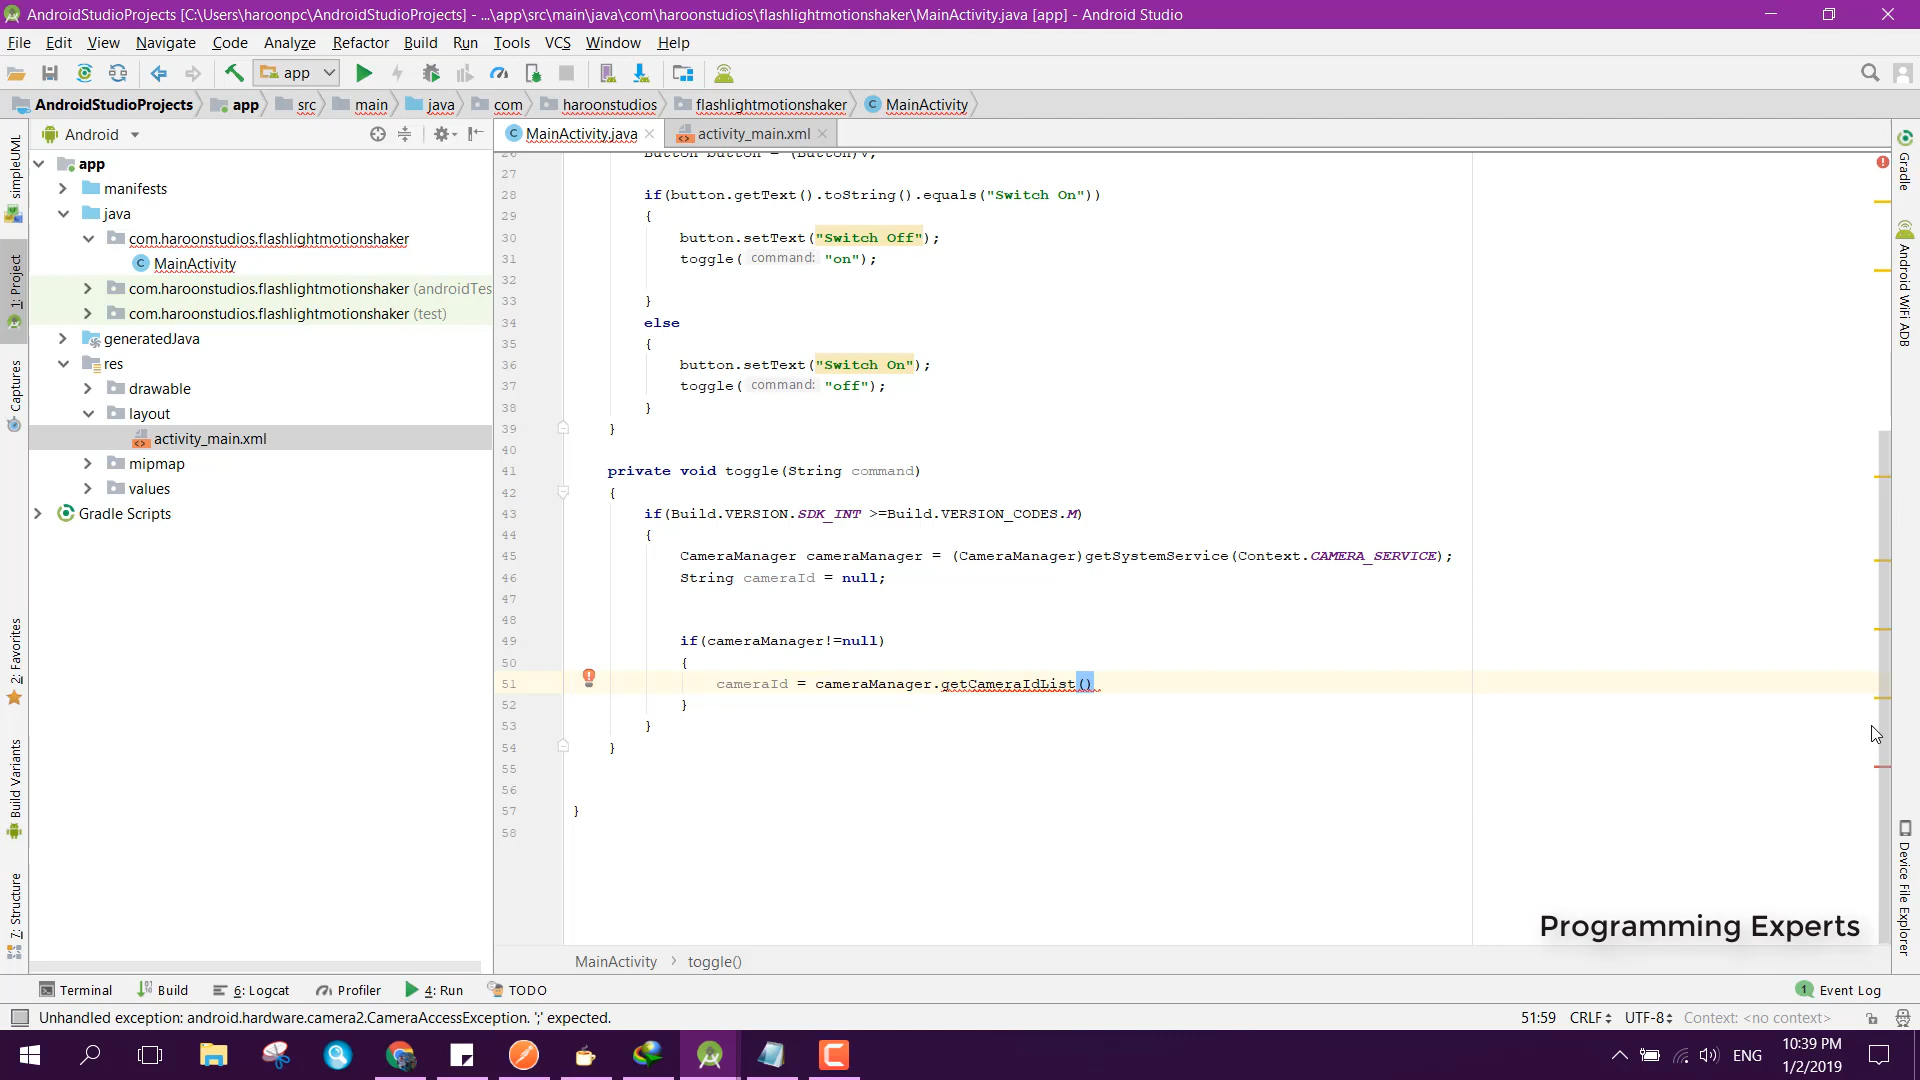 AndroidStudioProjects [C:\Users\haroonpc\AndroidStudioProjects] - ...\app\src\main\java\com\haroonstudios\flashlightmotionshaker\MainActivity.java [app] - Android Studio
File Edit View Navigate Code Analyze Refactor Build Run Tools VCS Window Help
app
AndroidStudioProjects app src main java com haroonstudios flashlightmotionshaker MainActivity
Android
MainActivity.java
activity_main.xml
simpleUML
1: Project
Captures
2: Favorites
Build Variants
7: Structure
app
manifests
java
com.haroonstudios.flashlightmotionshaker
MainActivity
com.haroonstudios.flashlightmotionshaker (androidTes
com.haroonstudios.flashlightmotionshaker (test)
generatedJava
res
drawable
layout
activity_main.xml
mipmap
values
Gradle Scripts
26 Button button = (Button)v;
27
28 if(button.getText().toString().equals("Switch On"))
29 {
30 button.setText("Switch Off");
31 toggle( command: "on");
32
33 }
34 else
35 {
36 button.setText("Switch On");
37 toggle( command: "off");
38 }
39 }
40
41 private void toggle(String command)
42 {
43 if(Build.VERSION.SDK_INT >=Build.VERSION_CODES.M)
44 {
45 CameraManager cameraManager = (CameraManager)getSystemService(Context.CAMERA_SERVICE);
46 String cameraId = null;
47
48
49 if(cameraManager!=null)
50 {
51 cameraId = cameraManager.getCameraIdList()
52 }
53 }
54 }
55
56
57 }
58
Gradle
Android WiFi ADB
Device File Explorer
Programming Experts
MainActivity > toggle()
Terminal Build 6: Logcat Profiler 4: Run TODO
1 Event Log
Unhandled exception: android.hardware.camera2.CameraAccessException. ';' expected.
51:59 CRLF UTF-8 Context: <no context>
ENG
10:39 PM
1/2/2019